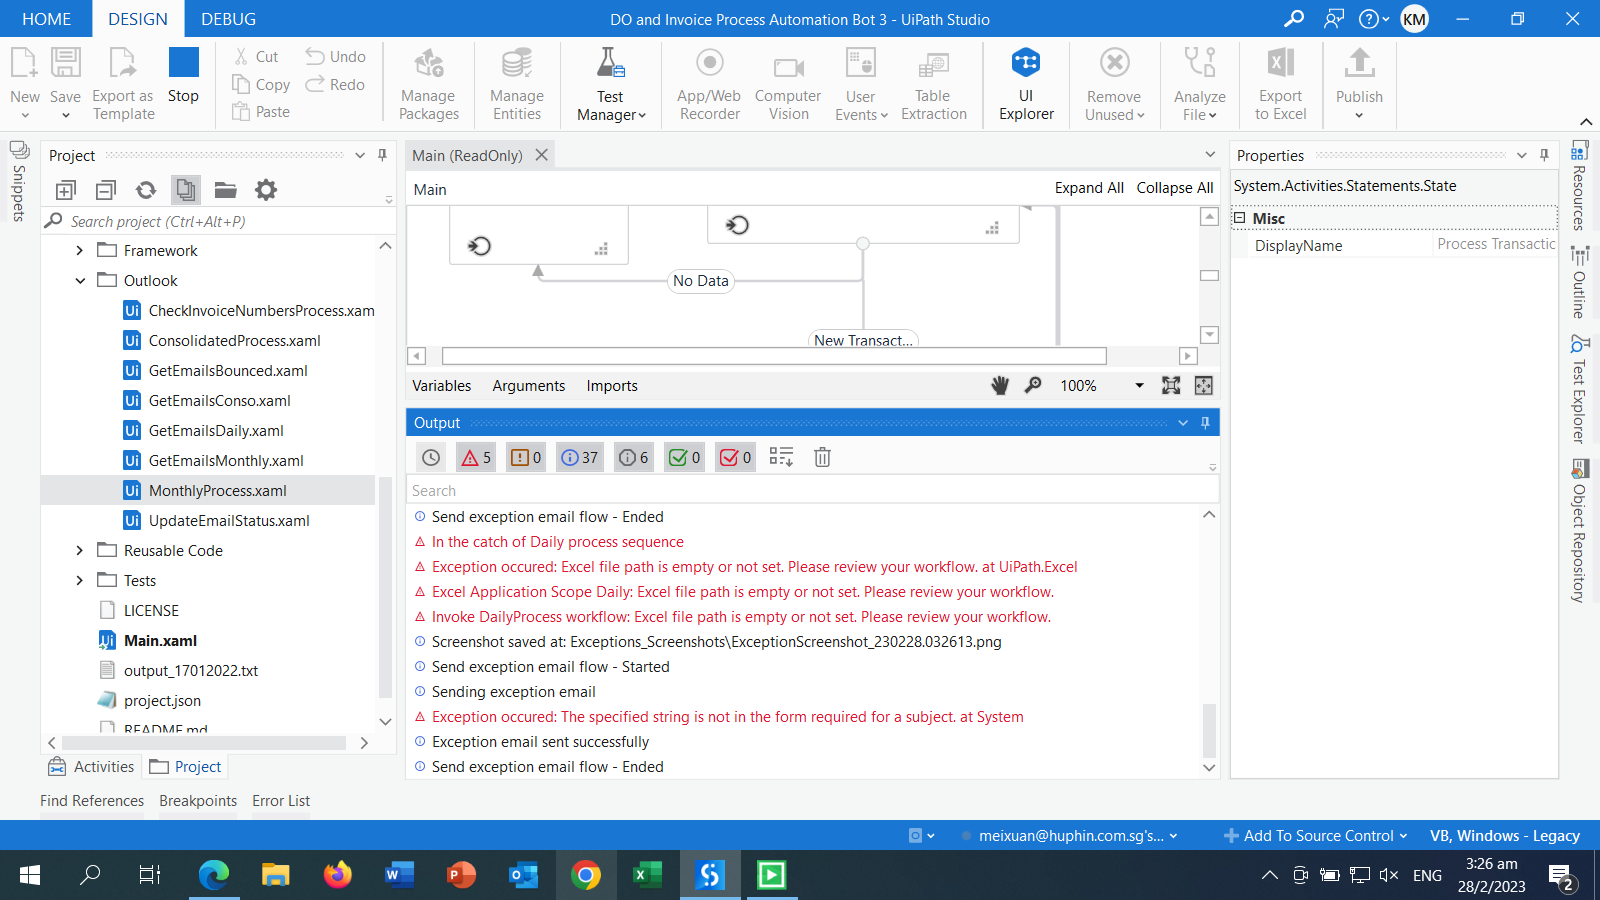 HOME DESIGN DEBUG DO and Invoice Process Automation Bot 3 - UiPath Studio KM
New Save Export as Template Stop Cut Copy Paste Undo Redo Manage Packages Manage Entities Test Manager App/Web Recorder Computer Vision User Events Table Extraction UI Explorer Remove Unused Analyze File Export to Excel Publish
Snippets
Project
Search project (Ctrl+Alt+P)
Framework
Outlook
CheckInvoiceNumbersProcess.xam
ConsolidatedProcess.xaml
GetEmailsBounced.xaml
GetEmailsConso.xaml
GetEmailsDaily.xaml
GetEmailsMonthly.xaml
MonthlyProcess.xaml
UpdateEmailStatus.xaml
Reusable Code
Tests
LICENSE
Main.xaml
output_17012022.txt
project.json
README.md
Activities Project
Main (ReadOnly)
Main Expand All Collapse All
No Data
New Transact...
Variables Arguments Imports 100%
Output
5 0 37 6 0 0
Search
Send exception email flow - Ended
In the catch of Daily process sequence
Exception occured: Excel file path is empty or not set. Please review your workflow. at UiPath.Excel
Excel Application Scope Daily: Excel file path is empty or not set. Please review your workflow.
Invoke DailyProcess workflow: Excel file path is empty or not set. Please review your workflow.
Screenshot saved at: Exceptions_Screenshots\ExceptionScreenshot_230228.032613.png
Send exception email flow - Started
Sending exception email
Exception occured: The specified string is not in the form required for a subject. at System
Exception email sent successfully
Send exception email flow - Ended
Properties
System.Activities.Statements.State
Misc
DisplayName Process Transactic
Resources
Outline
Test Explorer
Object Repository
Find References Breakpoints Error List
meixuan@huphin.com.sg's... Add To Source Control VB, Windows - Legacy
ENG 3:26 am
28/2/2023 2